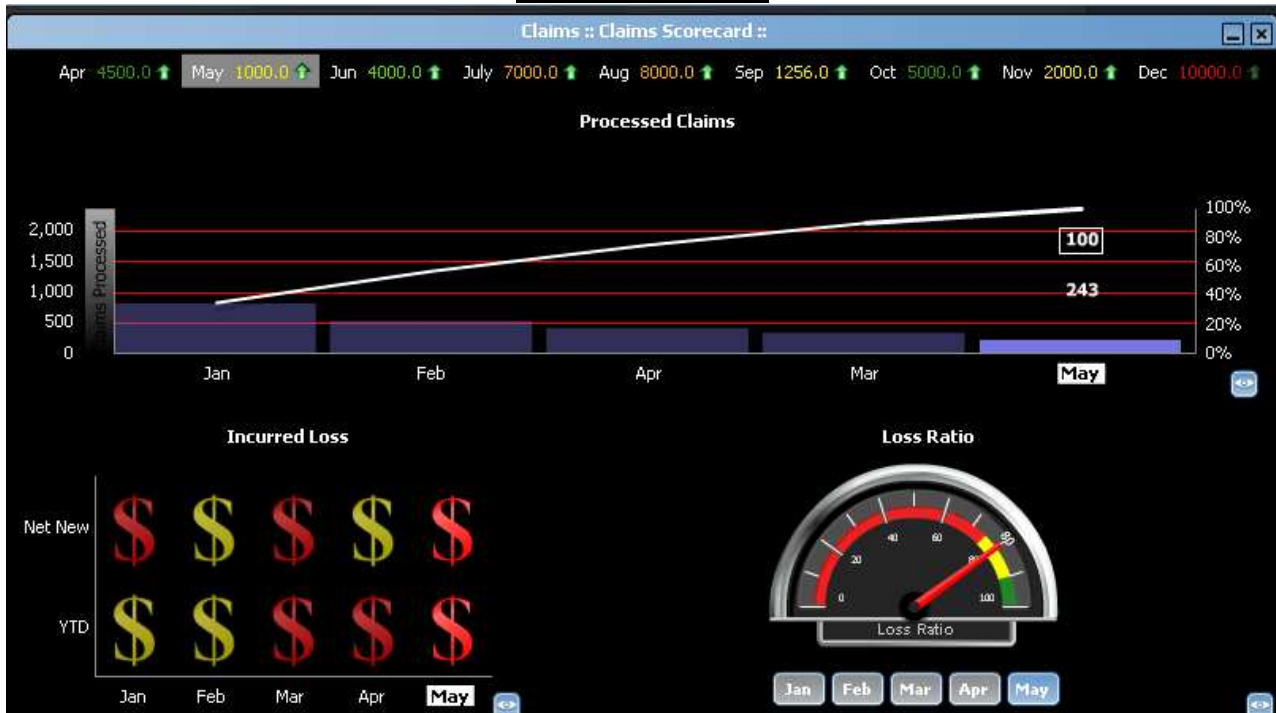 Claims :: Claims Scorecard ::
Apr 4500.0 May 1000.0 Jun 4000.0 July 7000.0 Aug 8000.0 Sep 1256.0 Oct 5000.0 Nov 2000.0 Dec 10000.0
Processed Claims
2,000
1,500
1,000
500
0
Claims Processed
100%
80%
60%
40%
20%
0%
100
243
Jan Feb Apr Mar May
Incurred Loss
Net New
$ $ $ $ $
YTD
$ $ $ $ $
Jan Feb Mar Apr May
Loss Ratio
0 20 40 60 80 100
Loss Ratio
Jan Feb Mar Apr May